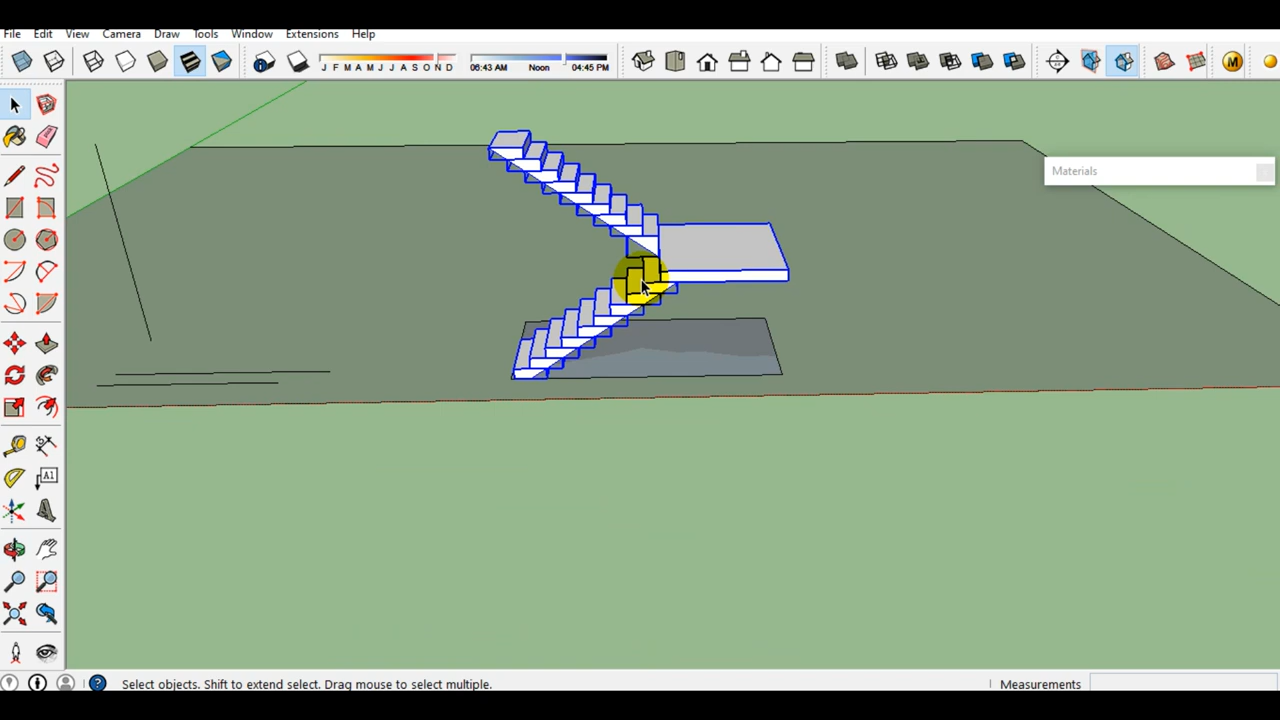 File Edit View Camera Draw Tools Window Extensions Help
J F M A M J J A S O N D 06:43 AM Noon 04:45 PM
M
Materials
A1
Select objects. Shift to extend select. Drag mouse to select multiple. Measurements